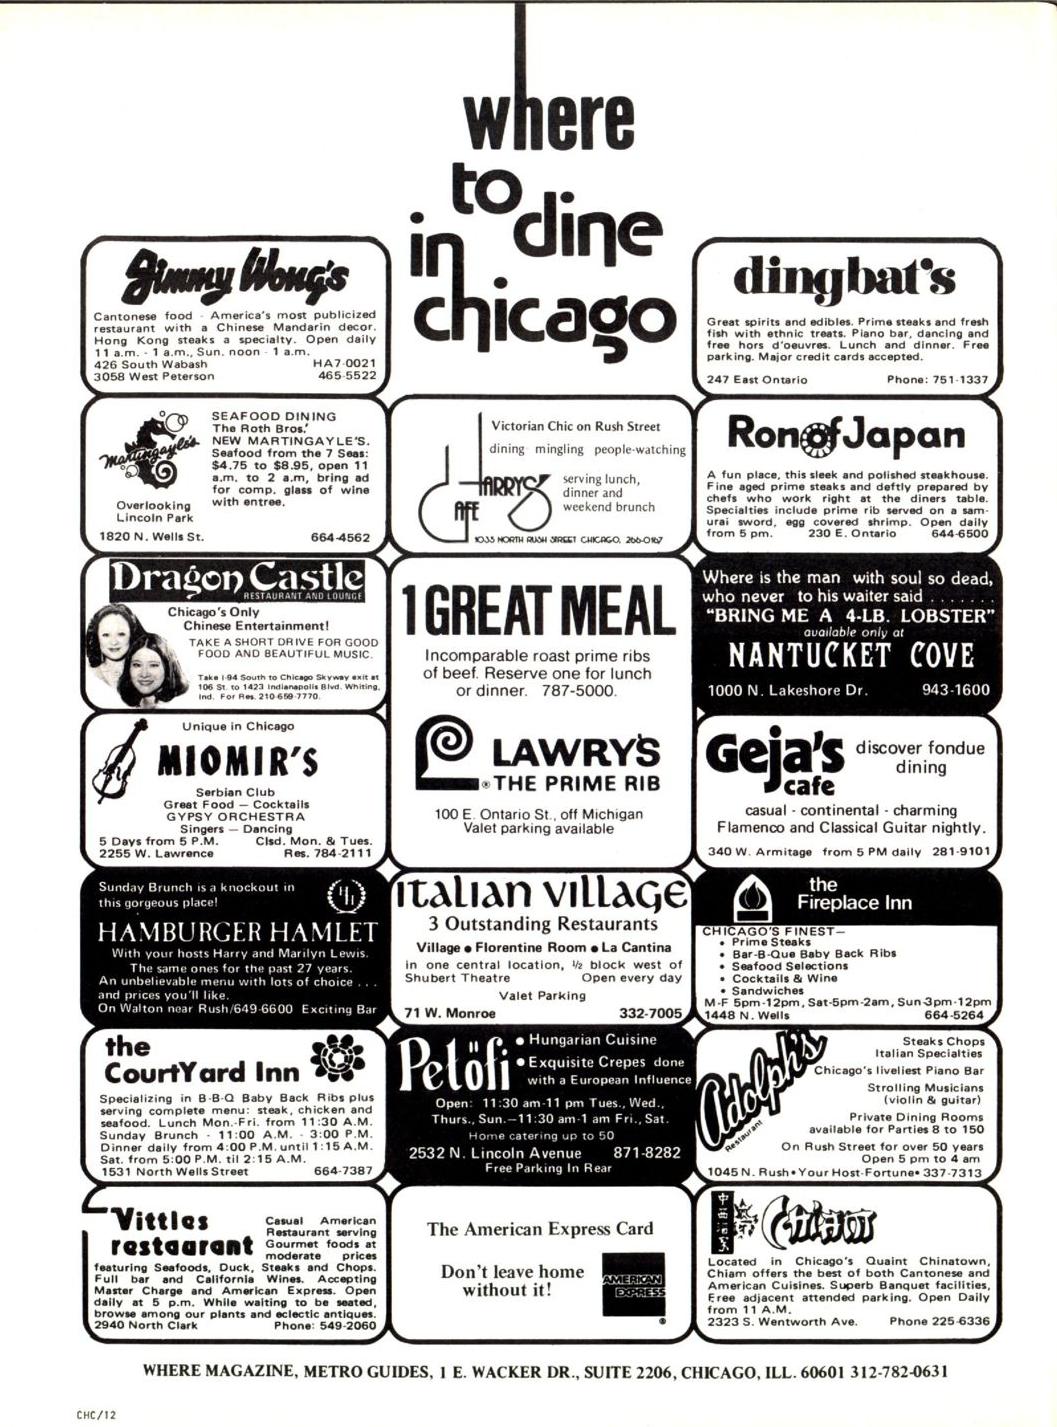 where
to
dine
in
chicago
Jimmy Wong's
Cantonese food - America's most publicized
restaurant with a Chinese Mandarin decor.
Hong Kong steaks a specialty. Open daily
11 a.m. - 1 a.m., Sun. noon - 1 a.m.
426 South Wabash HA7-0021
3058 West Peterson 465-5522
dingbat's
Great spirits and edibles. Prime steaks and fresh
fish with ethnic treats. Piano bar, dancing and
free hors d'oeuvres. Lunch and dinner. Free
parking. Major credit cards accepted.
247 East Ontario Phone: 751-1337
Martingayle's
Overlooking
Lincoln Park
SEAFOOD DINING
The Roth Bros.'
NEW MARTINGAYLE'S.
Seafood from the 7 Seas:
$4.75 to $8.95, open 11
a.m. to 2 a.m, bring ad
for comp. glass of wine
with entree.
1820 N. Wells St. 664-4562
Victorian Chic on Rush Street
dining mingling people-watching
HARRY'S
CAFE
serving lunch,
dinner and
weekend brunch
1035 NORTH RUSH STREET CHICAGO, 266-0167
Ron of Japan
A fun place, this sleek and polished steakhouse.
Fine aged prime steaks and deftly prepared by
chefs who work right at the diners table.
Specialties include prime rib served on a sam-
urai sword, egg covered shrimp. Open daily
from 5 pm. 230 E. Ontario 644-6500
Dragon Castle
RESTAURANT AND LOUNGE
Chicago's Only
Chinese Entertainment!
TAKE A SHORT DRIVE FOR GOOD
FOOD AND BEAUTIFUL MUSIC.
Take I-94 South to Chicago Skyway exit at
106 St. to 1423 Indianapolis Blvd. Whiting,
Ind. For Res. 210-659-7770.
1 GREAT MEAL
Incomparable roast prime ribs
of beef. Reserve one for lunch
or dinner. 787-5000.
LAWRY'S
® THE PRIME RIB
100 E. Ontario St., off Michigan
Valet parking available
Where is the man with soul so dead,
who never to his waiter said .......
"BRING ME A 4-LB. LOBSTER"
available only at
NANTUCKET COVE
1000 N. Lakeshore Dr. 943-1600
Unique in Chicago
MIOMIR'S
Serbian Club
Great Food — Cocktails
GYPSY ORCHESTRA
Singers — Dancing
5 Days from 5 P.M. Clsd. Mon. & Tues.
2255 W. Lawrence Res. 784-2111
Geja's
cafe
discover fondue
dining
casual - continental - charming
Flamenco and Classical Guitar nightly.
340 W. Armitage from 5 PM daily 281-9101
Sunday Brunch is a knockout in
this gorgeous place!
HAMBURGER HAMLET
With your hosts Harry and Marilyn Lewis.
The same ones for the past 27 years.
An unbelievable menu with lots of choice ...
and prices you'll like.
On Walton near Rush/649-6600 Exciting Bar
Italian Village
3 Outstanding Restaurants
Village • Florentine Room • La Cantina
in one central location, ½ block west of
Shubert Theatre Open every day
Valet Parking
71 W. Monroe 332-7005
the
Fireplace Inn
CHICAGO'S FINEST—
• Prime Steaks
• Bar-B-Que Baby Back Ribs
• Seafood Selections
• Cocktails & Wine
• Sandwiches
M-F 5pm-12pm, Sat-5pm-2am, Sun-3pm-12pm
1448 N. Wells 664-5264
the
CourtYard Inn
Specializing in B-B-Q Baby Back Ribs plus
serving complete menu: steak, chicken and
seafood. Lunch Mon.-Fri. from 11:30 A.M.
Sunday Brunch - 11:00 A.M. - 3:00 P.M.
Dinner daily from 4:00 P.M. until 1:15 A.M.
Sat. from 5:00 P.M. til 2:15 A.M.
1531 North Wells Street 664-7387
Petöfi
• Hungarian Cuisine
• Exquisite Crepes done
with a European Influence
Open: 11:30 am-11 pm Tues., Wed.,
Thurs., Sun.—11:30 am-1 am Fri., Sat.
Home catering up to 50
2532 N. Lincoln Avenue 871-8282
Free Parking In Rear
Adolph's
Restaurant
Steaks Chops
Italian Specialties
Chicago's liveliest Piano Bar
Strolling Musicians
(violin & guitar)
Private Dining Rooms
available for Parties 8 to 150
On Rush Street for over 50 years
Open 5 pm to 4 am
1045 N. Rush•Your Host-Fortune• 337-7313
Vittles
restaurant
Casual American
Restaurant serving
Gourmet foods at
moderate prices
featuring Seafoods, Duck, Steaks and Chops.
Full bar and California Wines. Accepting
Master Charge and American Express. Open
daily at 5 p.m. While waiting to be seated,
browse among our plants and eclectic antiques.
2940 North Clark Phone: 549-2060
The American Express Card
Don't leave home
without it!
AMERICAN
EXPRESS
®
Chiam
Located in Chicago's Quaint Chinatown,
Chiam offers the best of both Cantonese and
American Cuisines. Superb Banquet facilities,
Free adjacent attended parking. Open Daily
from 11 A.M.
2323 S. Wentworth Ave. Phone 225-6336
WHERE MAGAZINE, METRO GUIDES, 1 E. WACKER DR., SUITE 2206, CHICAGO, ILL. 60601 312-782-0631
CHC/12